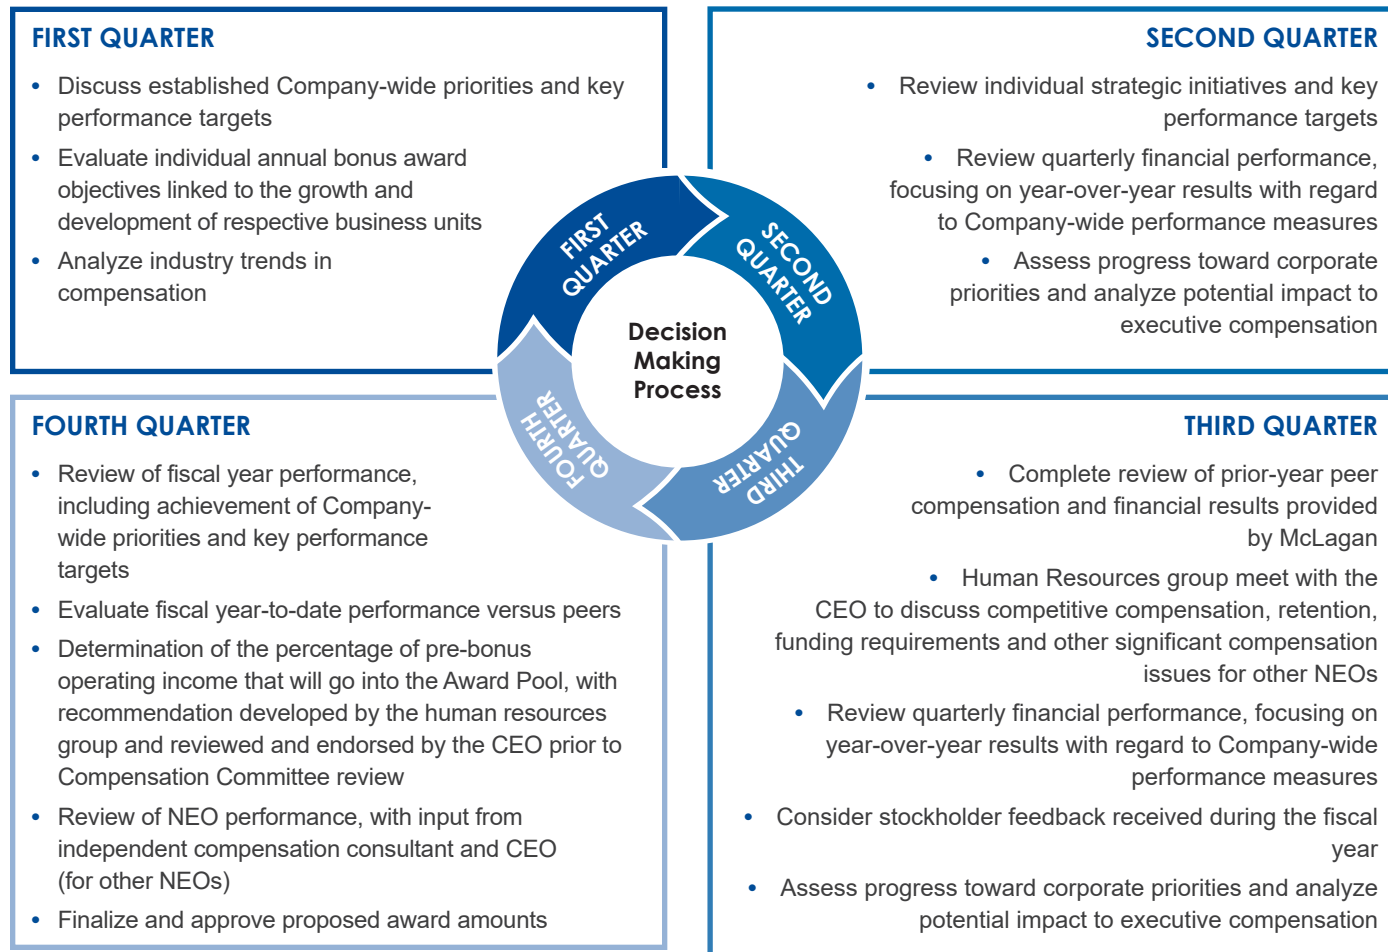 FIRST QUARTER
• Discuss established Company-wide priorities and key
performance targets
• Evaluate individual annual bonus award
objectives linked to the growth and
development of respective business units
• Analyze industry trends in
compensation
SECOND QUARTER
• Review individual strategic initiatives and key
performance targets
• Review quarterly financial performance,
focusing on year-over-year results with regard
to Company-wide performance measures
• Assess progress toward corporate
priorities and analyze potential impact to
executive compensation
FIRST
QUARTER
SECOND
QUARTER
Decision
Making
Process
FOURTH
QUARTER
THIRD
QUARTER
FOURTH QUARTER
• Review of fiscal year performance,
including achievement of Company-
wide priorities and key performance
targets
• Evaluate fiscal year-to-date performance versus peers
• Determination of the percentage of pre-bonus
operating income that will go into the Award Pool, with
recommendation developed by the human resources
group and reviewed and endorsed by the CEO prior to
Compensation Committee review
• Review of NEO performance, with input from
independent compensation consultant and CEO
(for other NEOs)
• Finalize and approve proposed award amounts
THIRD QUARTER
• Complete review of prior-year peer
compensation and financial results provided
by McLagan
• Human Resources group meet with the
CEO to discuss competitive compensation, retention,
funding requirements and other significant compensation
issues for other NEOs
• Review quarterly financial performance, focusing on
year-over-year results with regard to Company-wide
performance measures
• Consider stockholder feedback received during the fiscal
year
• Assess progress toward corporate priorities and analyze
potential impact to executive compensation